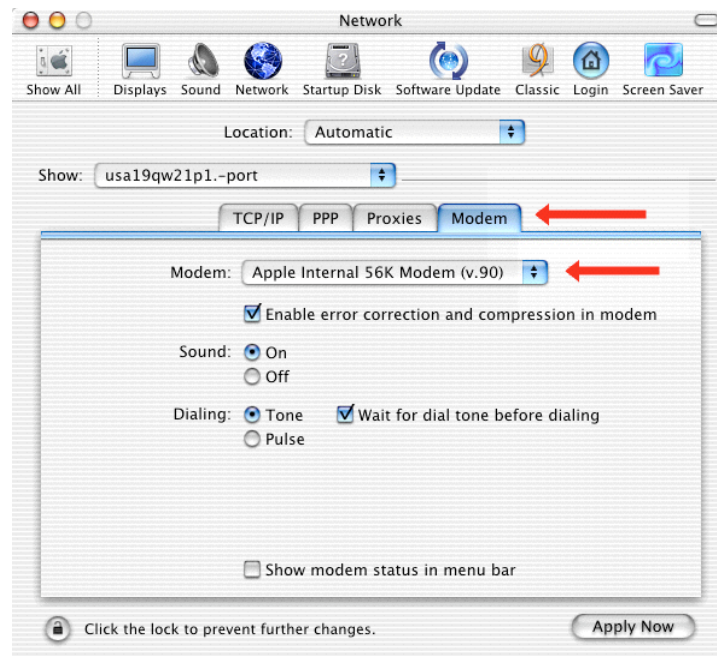 Network
Show All Displays Sound Network Startup Disk Software Update Classic Login Screen Saver
Location: Automatic
Show: usa19qw21p1.-port
TCP/IP PPP Proxies Modem
Modem: Apple Internal 56K Modem (v.90)
Enable error correction and compression in modem
Sound: On
Off
Dialing: Tone Wait for dial tone before dialing
Pulse
Show modem status in menu bar
Click the lock to prevent further changes. Apply Now